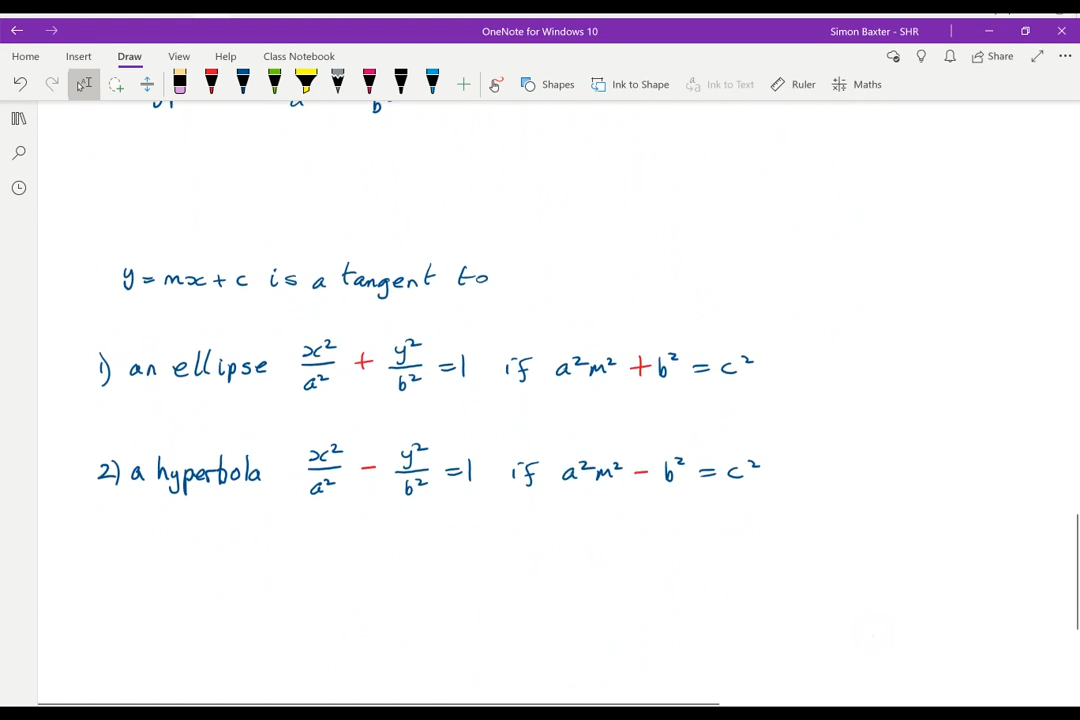 OneNote for Windows 10
Simon Baxter - SHR
Home Insert Draw View Help Class Notebook
Share
Shapes Ink to Shape Ink to Text Ruler Maths
a b
y = mx + c is a tangent to
1) an ellipse x²/a² + y²/b² = 1 if a²m² + b² = c²
2) a hyperbola x²/a² - y²/b² = 1 if a²m² - b² = c²